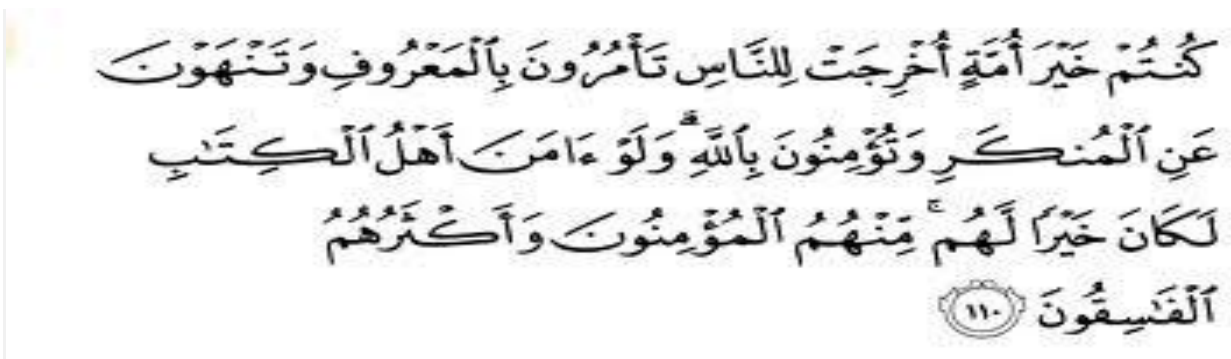 كُنتُمْ خَيْرَ أُمَّةٍ أُخْرِجَتْ لِلنَّاسِ تَأْمُرُونَ بِٱلْمَعْرُوفِ وَتَنْهَوْنَ
عَنِ ٱلْمُنكَرِ وَتُؤْمِنُونَ بِٱللَّهِ ۗ وَلَوْ ءَامَنَ أَهْلُ ٱلْكِتَـٰبِ
لَكَانَ خَيْرًا لَّهُم ۚ مِّنْهُمُ ٱلْمُؤْمِنُونَ وَأَكْثَرُهُمُ
ٱلْفَـٰسِقُونَ ١١٠